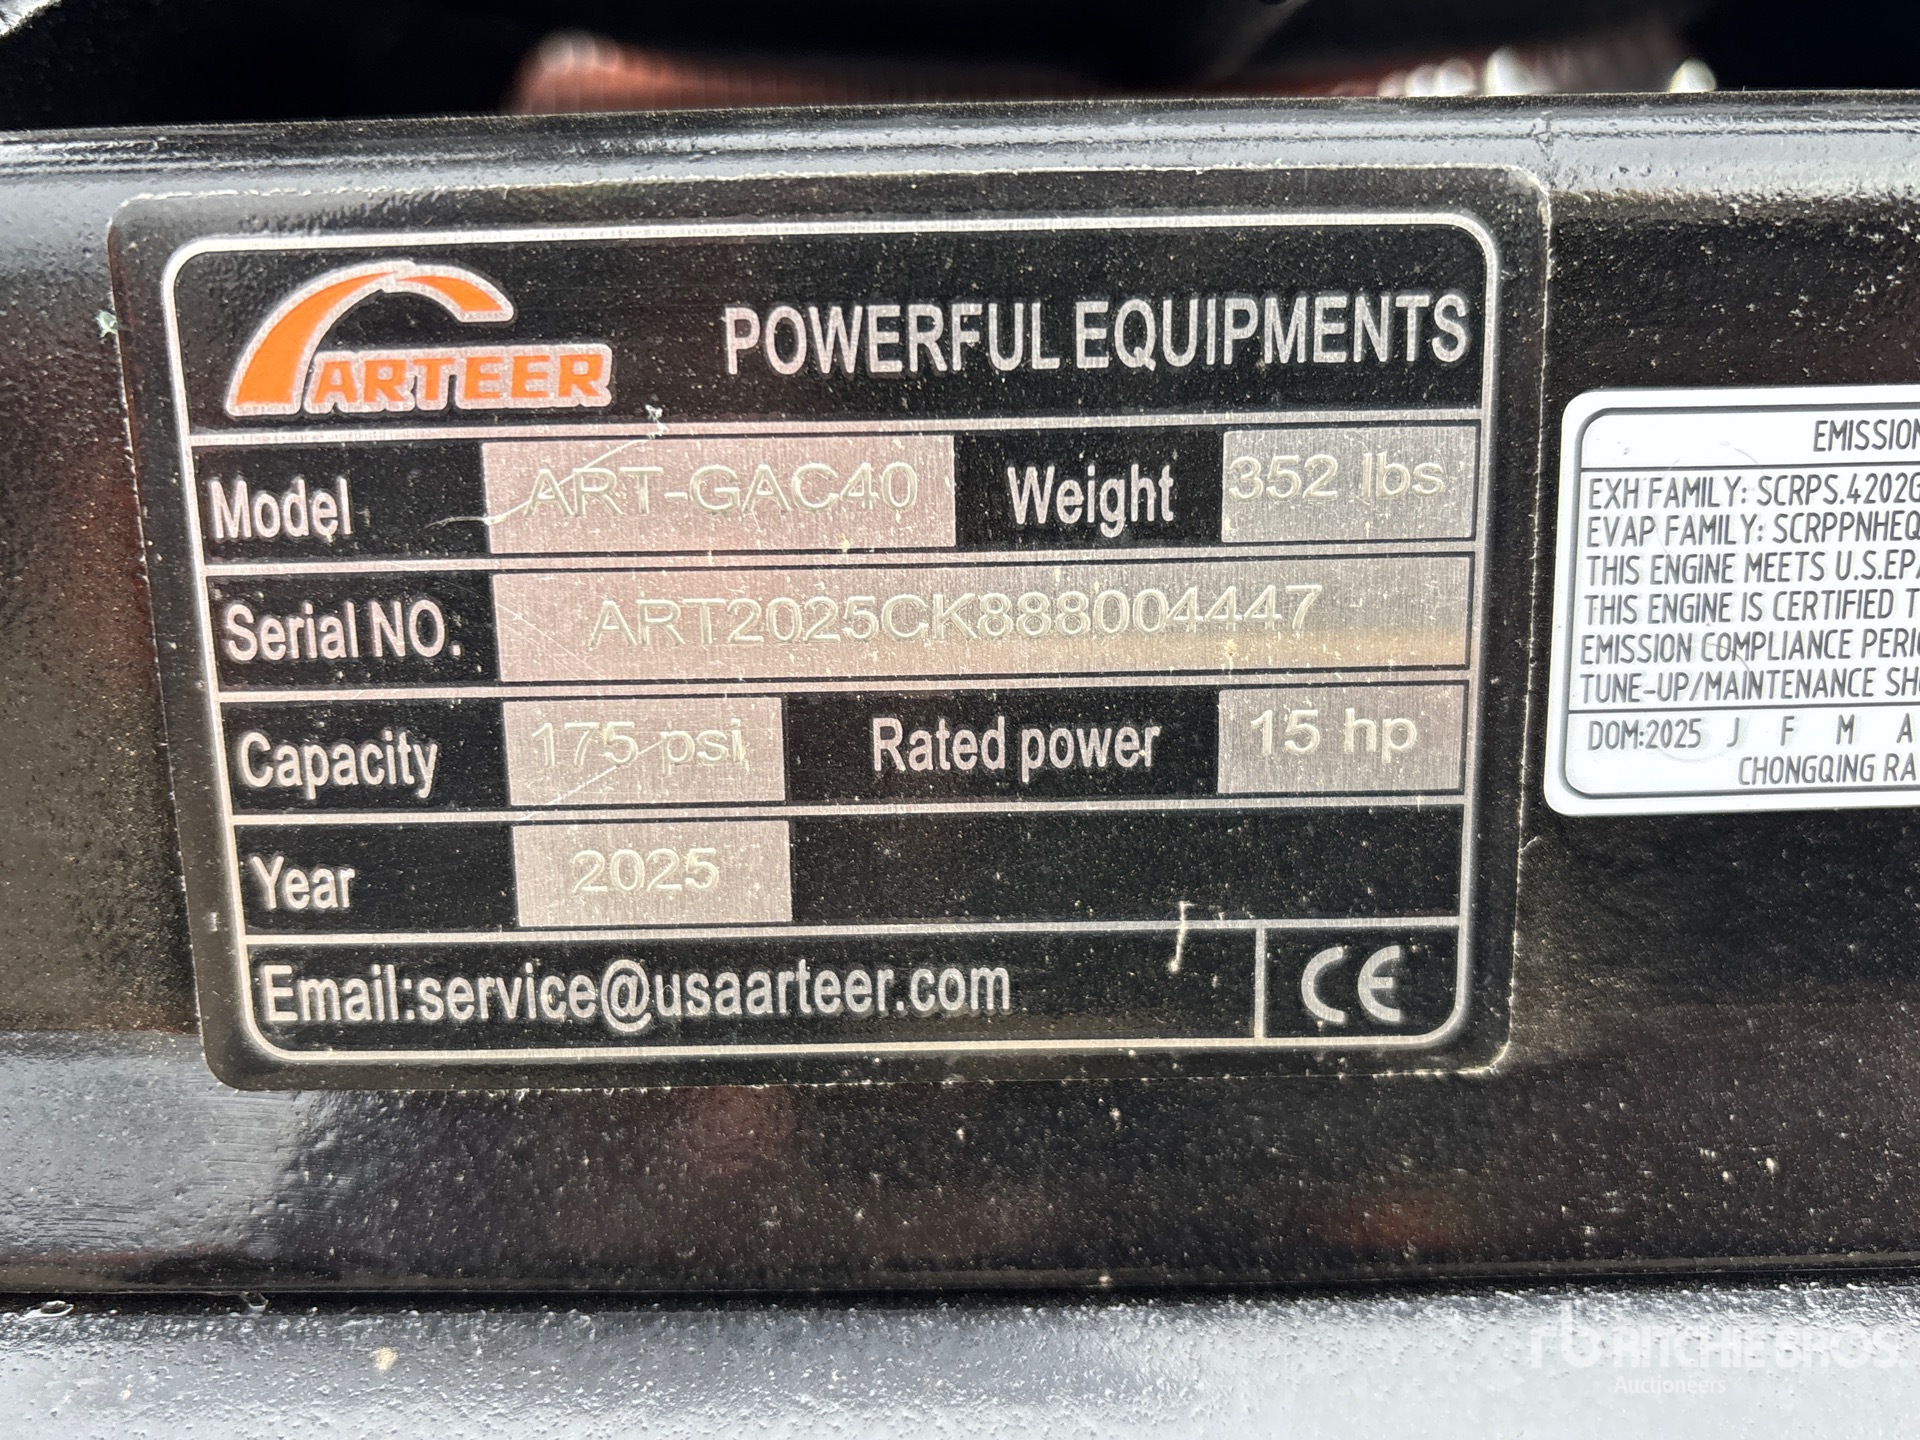 ARTEER
POWERFUL EQUIPMENTS
Model ART-GAC40 Weight 352 lbs
Serial NO. ART2025CK888004447
Capacity 175 psi Rated power 15 hp
Year 2025
Email:service@usaarteer.com CE
EMISSION
EXH FAMILY: SCRPS.4202G
EVAP FAMILY: SCRPPNHEQ
THIS ENGINE MEETS U.S.EPA
THIS ENGINE IS CERTIFIED T
EMISSION COMPLIANCE PERIO
TUNE-UP/MAINTENANCE SH
DOM:2025 J F M A
CHONGQING RA
rb RITCHIE BROS.
Auctioneers